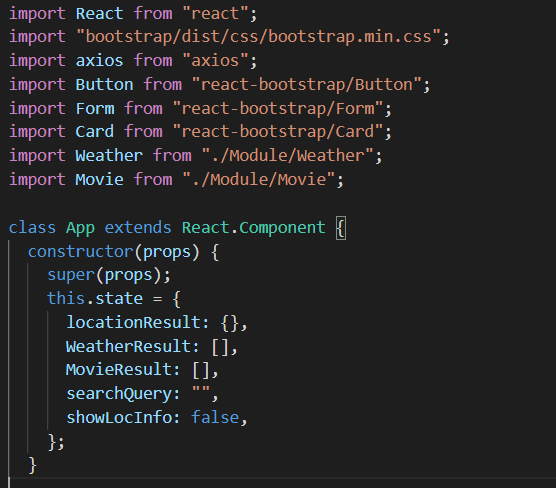 import React from "react";
import "bootstrap/dist/css/bootstrap.min.css";
import axios from "axios";
import Button from "react-bootstrap/Button";
import Form from "react-bootstrap/Form";
import Card from "react-bootstrap/Card";
import Weather from "./Module/Weather";
import Movie from "./Module/Movie";

class App extends React.Component {
  constructor(props) {
    super(props);
    this.state = {
      locationResult: {},
      WeatherResult: [],
      MovieResult: [],
      searchQuery: "",
      showLocInfo: false,
    };
  }